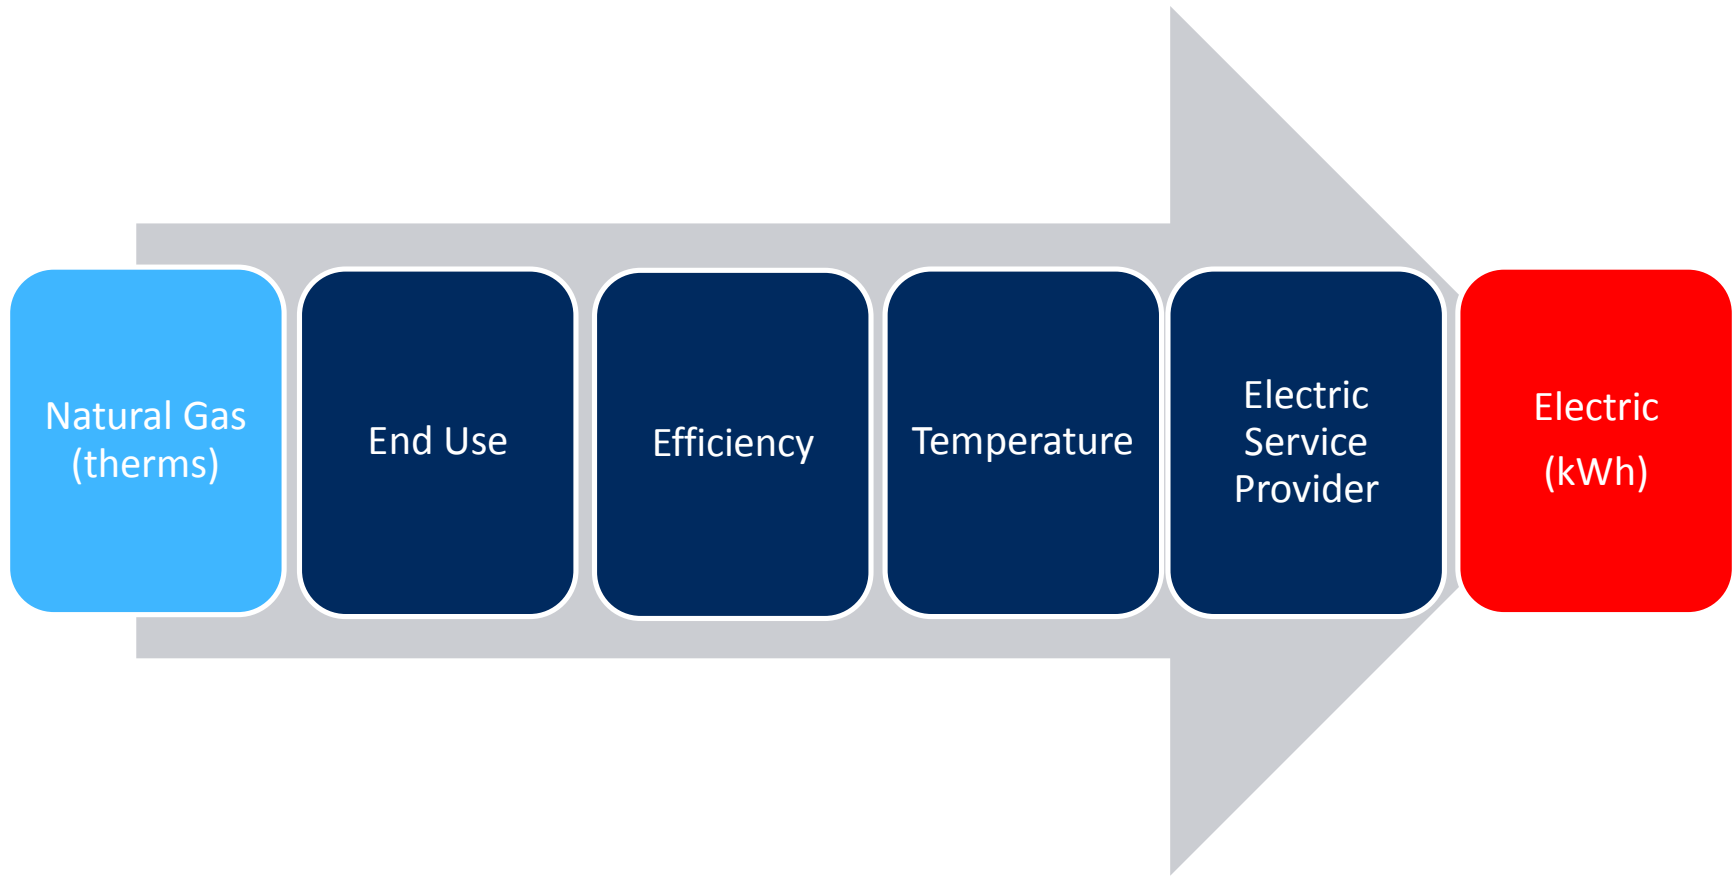 Natural Gas
(therms)
End Use
Efficiency
Temperature
Electric
Service
Provider
Electric
(kWh)